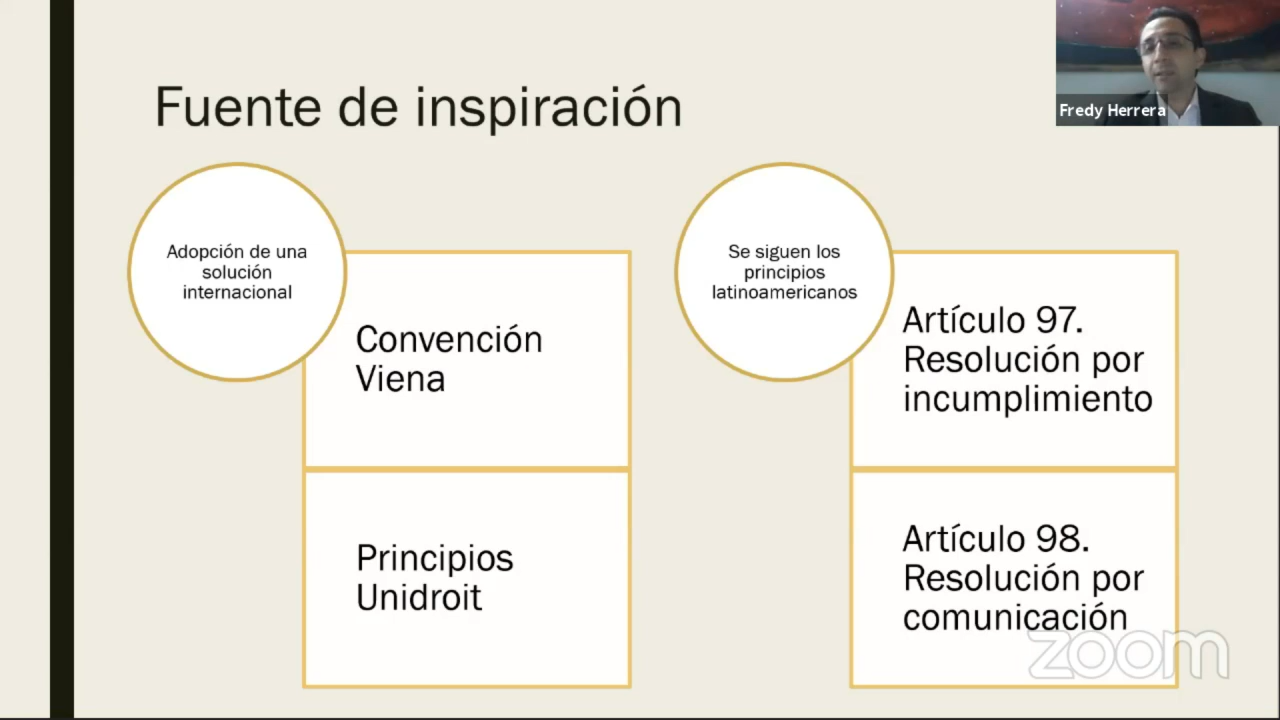 Fuente de inspiración
Fredy Herrera
Adopción de una
solución
internacional
Convención
Viena
Principios
Unidroit
Se siguen los
principios
latinoamericanos
Artículo 97.
Resolución por
incumplimiento
Artículo 98.
Resolución por
comunicación
zoom